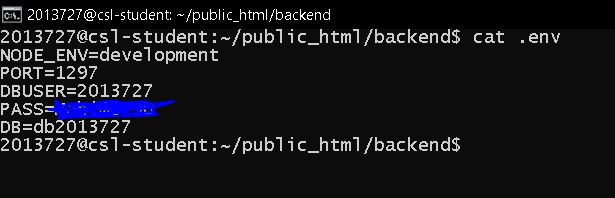 2013727@csl-student: ~/public_html/backend
2013727@csl-student:~/public_html/backend$ cat .env
NODE_ENV=development
PORT=1297
DBUSER=2013727
PASS=
DB=db2013727
2013727@csl-student:~/public_html/backend$